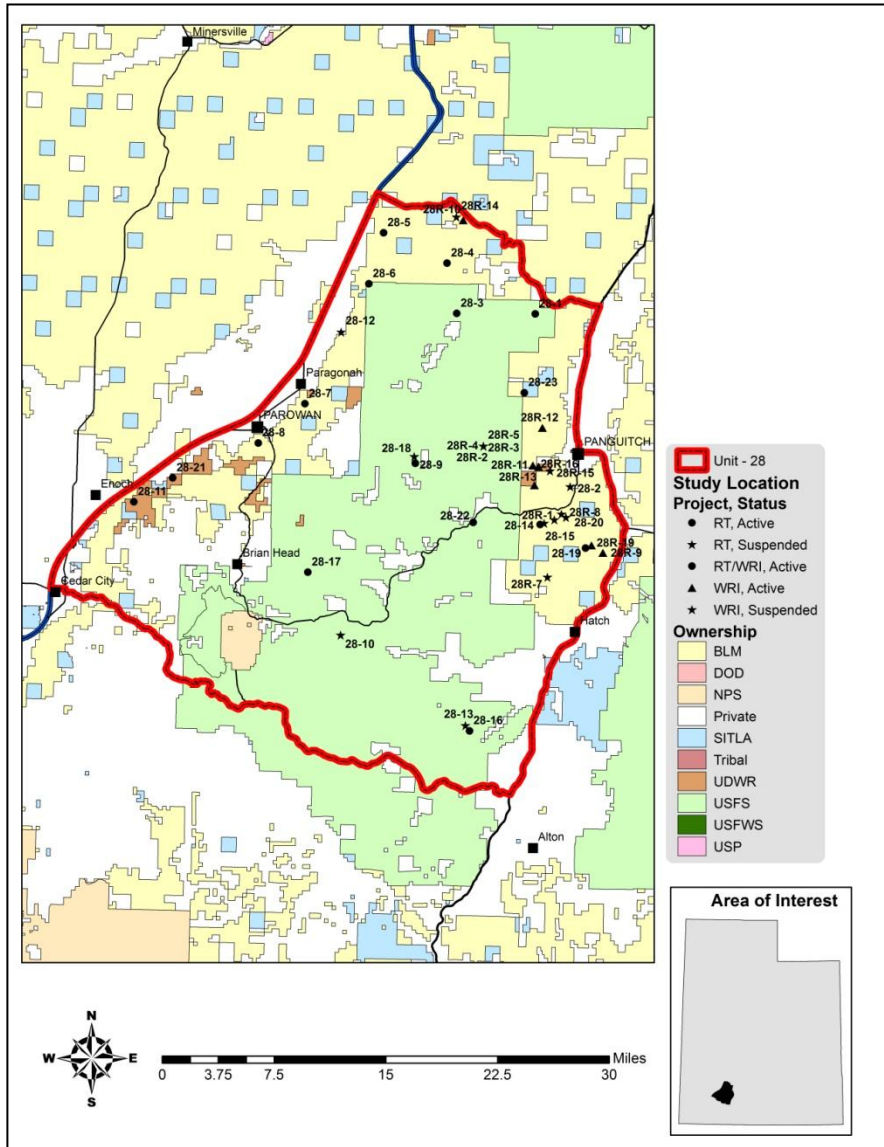 Minersville
28R-10
28R-14
28-5
28-4
28-6
28-3
28-1
28-12
Paragonah
28-7
28-23
PAROWAN
28R-12
28-8
28R-5
28R-4
28R-3
28R-2
PANGUITCH
28-18
28-9
28R-11
28R-16
28R-15
28R-13
28-2
28-21
Enoch
28-11
28-22
28R-1
28R-8
28-14
28-20
28-15
Brian Head
28-19
28R-19
28R-9
28-17
28R-7
Cedar City
Hatch
28-10
28-13
28-16
Alton
Unit - 28
Study Location
Project, Status
RT, Active
RT, Suspended
RT/WRI, Active
WRI, Active
WRI, Suspended
Ownership
BLM
DOD
NPS
Private
SITLA
Tribal
UDWR
USFS
USFWS
USP
Area of Interest
N
W E
S
Miles
0 3.75 7.5 15 22.5 30